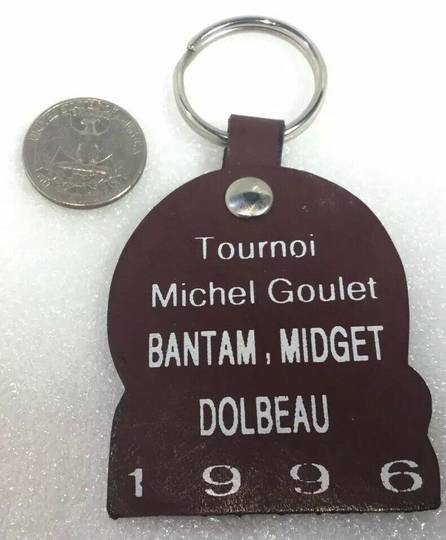 Tournoi
Michel Goulet
BANTAM, MIDGET
DOLBEAU
1996